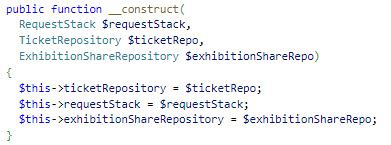 public function __construct(
  RequestStack $requestStack,
  TicketRepository $ticketRepo,
  ExhibitionShareRepository $exhibitionShareRepo)
{
  $this->ticketRepository = $ticketRepo;
  $this->requestStack = $requestStack;
  $this->exhibitionShareRepository = $exhibitionShareRepo;
}